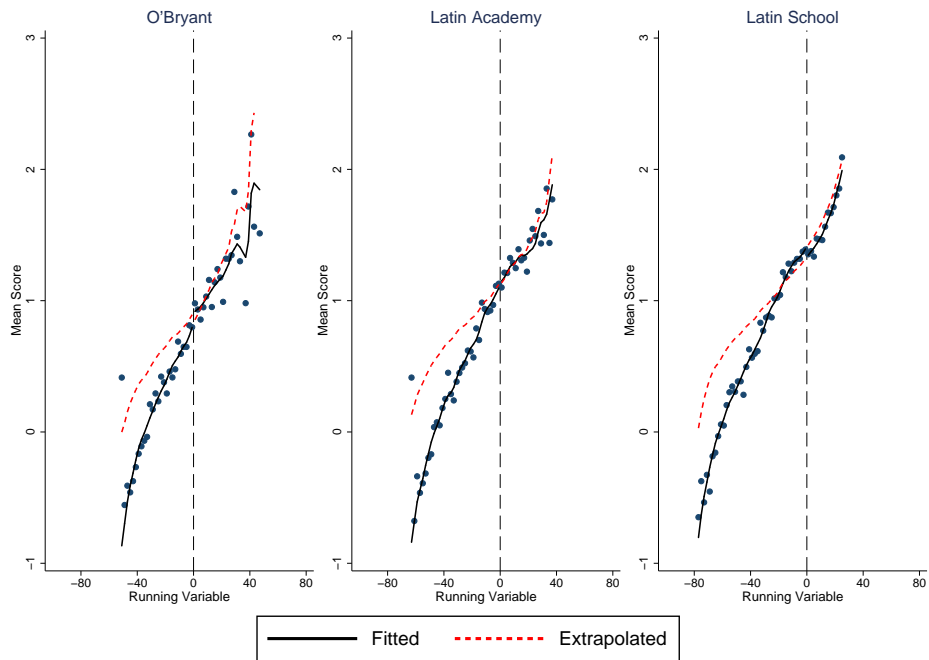 O'Bryant
Latin Academy
Latin School
Mean Score
3
2
1
0
−1
−80
−40
0
40
80
Running Variable
Mean Score
3
2
1
0
−1
−80
−40
0
40
80
Running Variable
Mean Score
3
2
1
0
−1
−80
−40
0
40
80
Running Variable
Fitted
Extrapolated